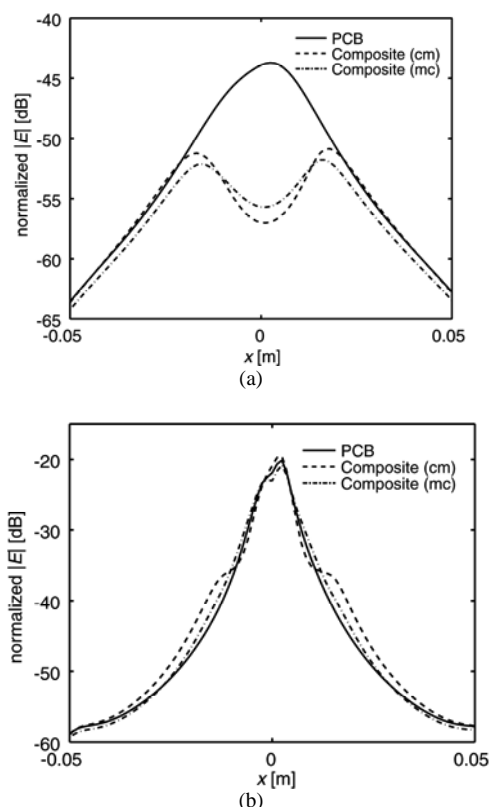 -40
-45
-50
-55
-60
-65
normalized |E| [dB]
PCB
Composite (cm)
Composite (mc)
-0.05
0
0.05
x [m]
(a)
-20
-30
-40
-50
-60
normalized |E| [dB]
PCB
Composite (cm)
Composite (mc)
-0.05
0
0.05
x [m]
(b)